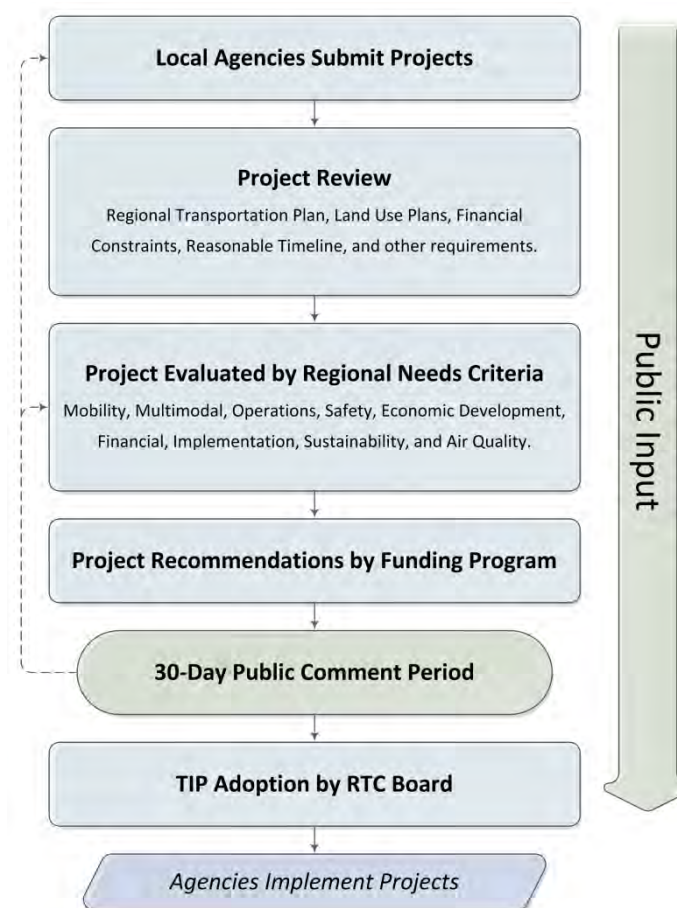 Local Agencies Submit Projects
Project Review
Regional Transportation Plan, Land Use Plans, Financial
Constraints, Reasonable Timeline, and other requirements.
Project Evaluated by Regional Needs Criteria
Mobility, Multimodal, Operations, Safety, Economic Development,
Financial, Implementation, Sustainability, and Air Quality.
Project Recommendations by Funding Program
30-Day Public Comment Period
TIP Adoption by RTC Board
Agencies Implement Projects
Public Input